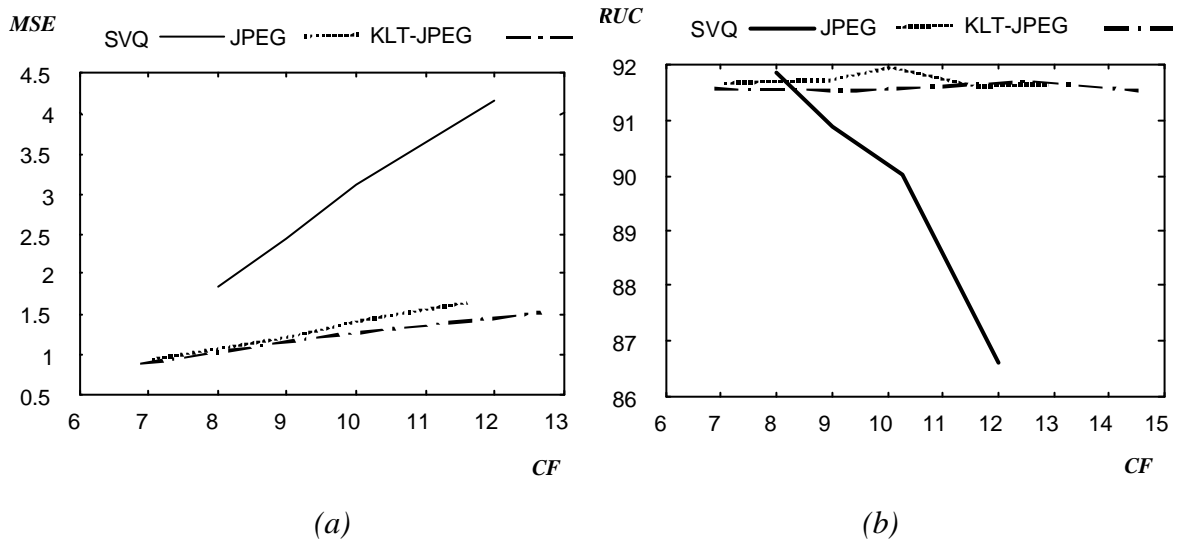 MSE
SVQ JPEG KLT-JPEG
4.5
4
3.5
3
2.5
2
1.5
1
0.5
6 7 8 9 10 11 12 13
CF
(a)
RUC
SVQ JPEG KLT-JPEG
92
91
90
89
88
87
86
6 7 8 9 10 11 12 13 14 15
CF
(b)